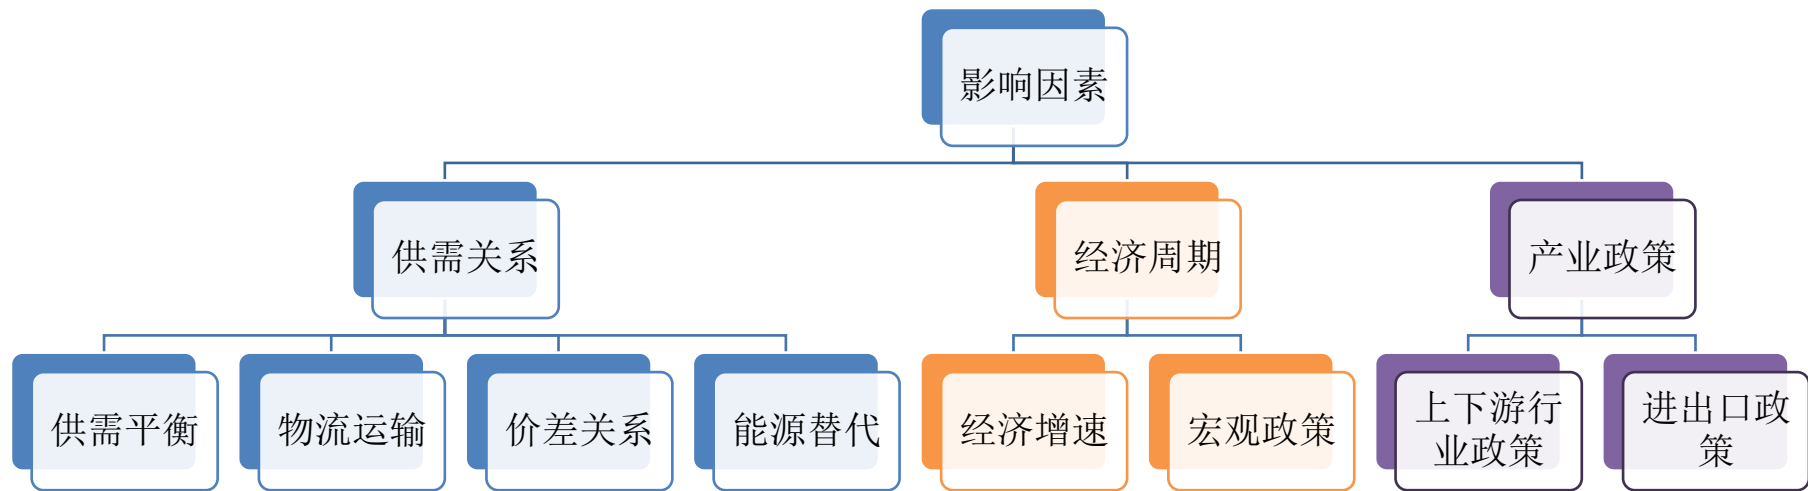 影响因素
供需关系
经济周期
产业政策
供需平衡
物流运输
价差关系
能源替代
经济增速
宏观政策
上下游行
业政策
进出口政
策